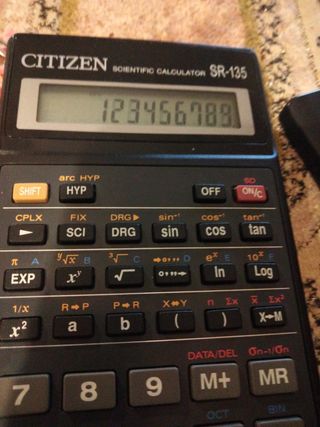 CITIZEN SCIENTIFIC CALCULATOR SR-135
123456789
arc HYP SD
SHIFT HYP OFF ON/C
CPLX FIX DRG► sin⁻¹ cos⁻¹ tan⁻¹
► SCI DRG sin cos tan
π A ʸ√x B ³√ C →o,,, D eˣ E 10ˣ F
EXP xʸ √ o,,,→ ln Log
1/x R→P P→R X↔Y n Σx x̄ Σx²
x² a b ( ) X→M
DATA/DEL σn-1/σn
7 8 9 M+ MR
OCT BIN